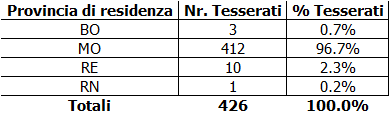 Provincia di residenza Nr. Tesserati % Tesserati
BO 3 0.7%
MO 412 96.7%
RE 10 2.3%
RN 1 0.2%
Totali 426 100.0%